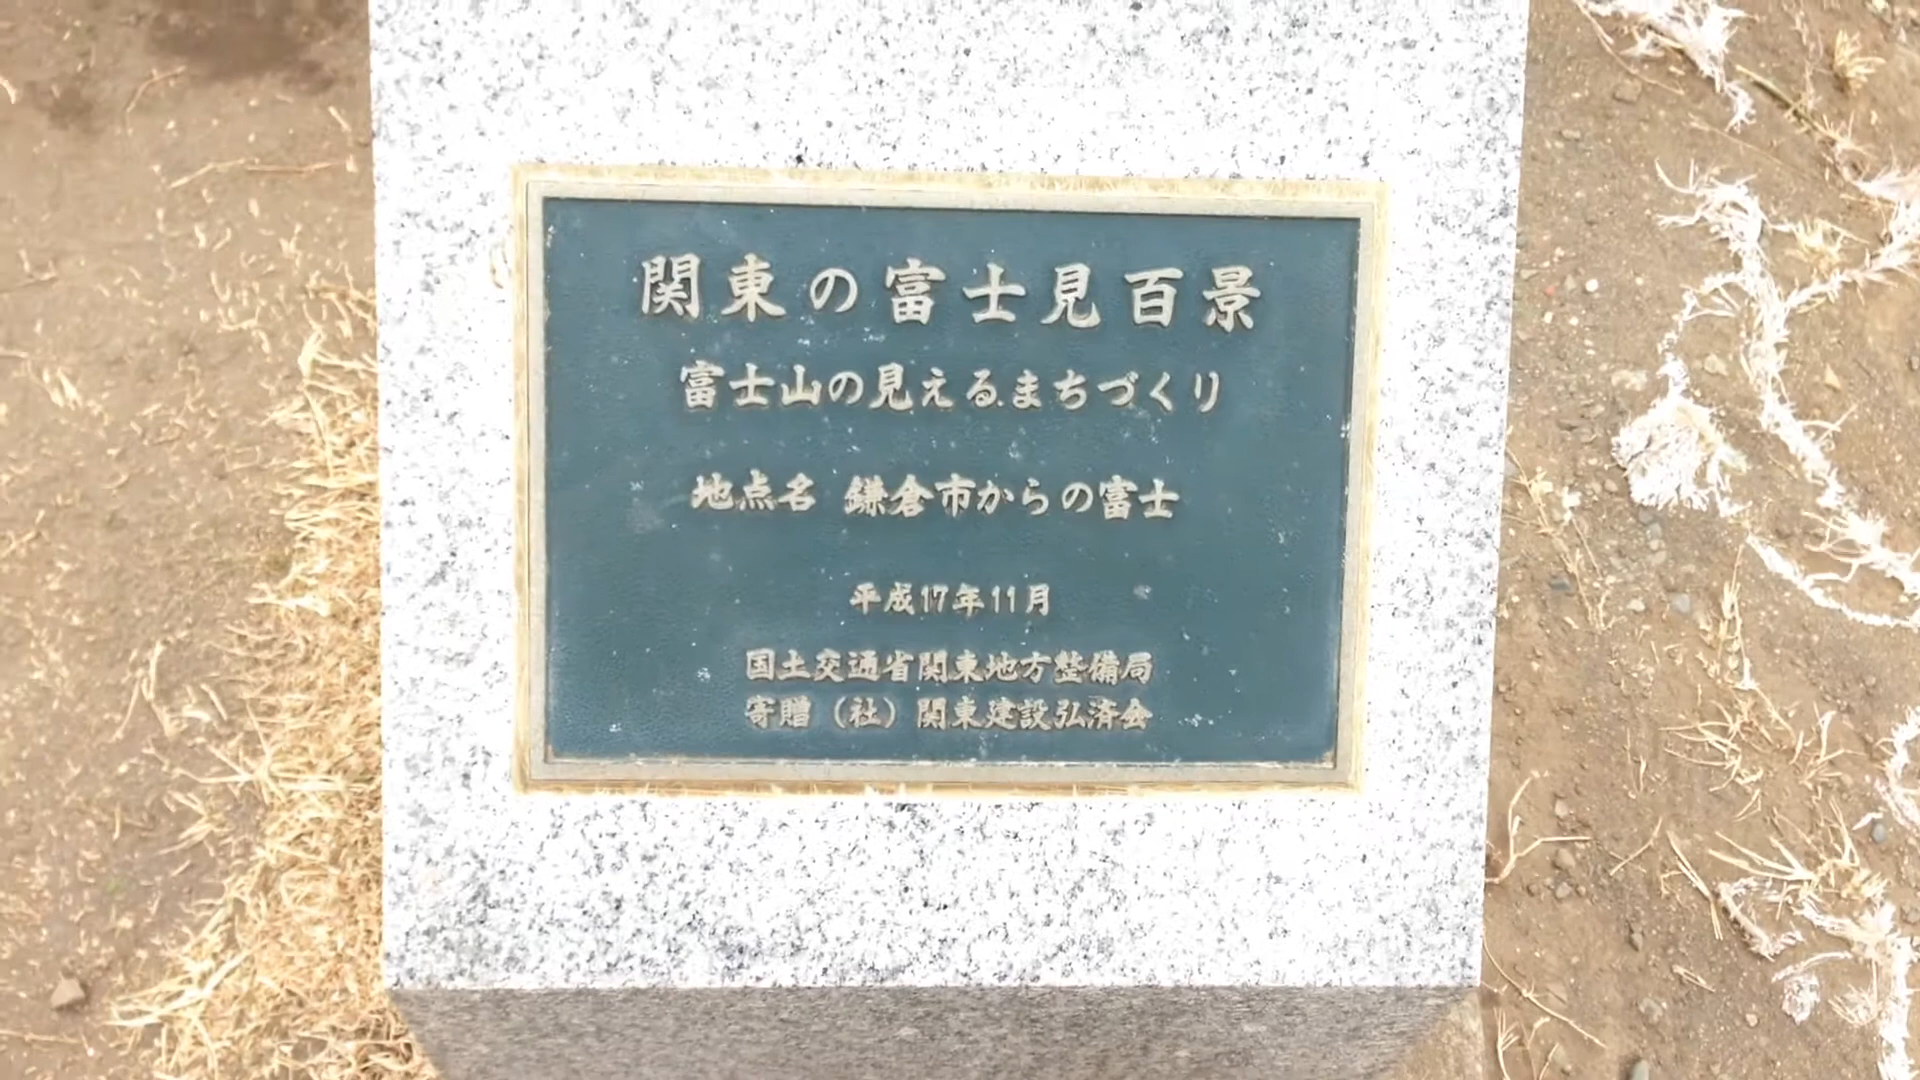 関東の富士見百景
富士山の見えるまちづくり
地点名 鎌倉市からの富士
平成17年11月
国土交通省関東地方整備局
寄贈（社）関東建設弘済会